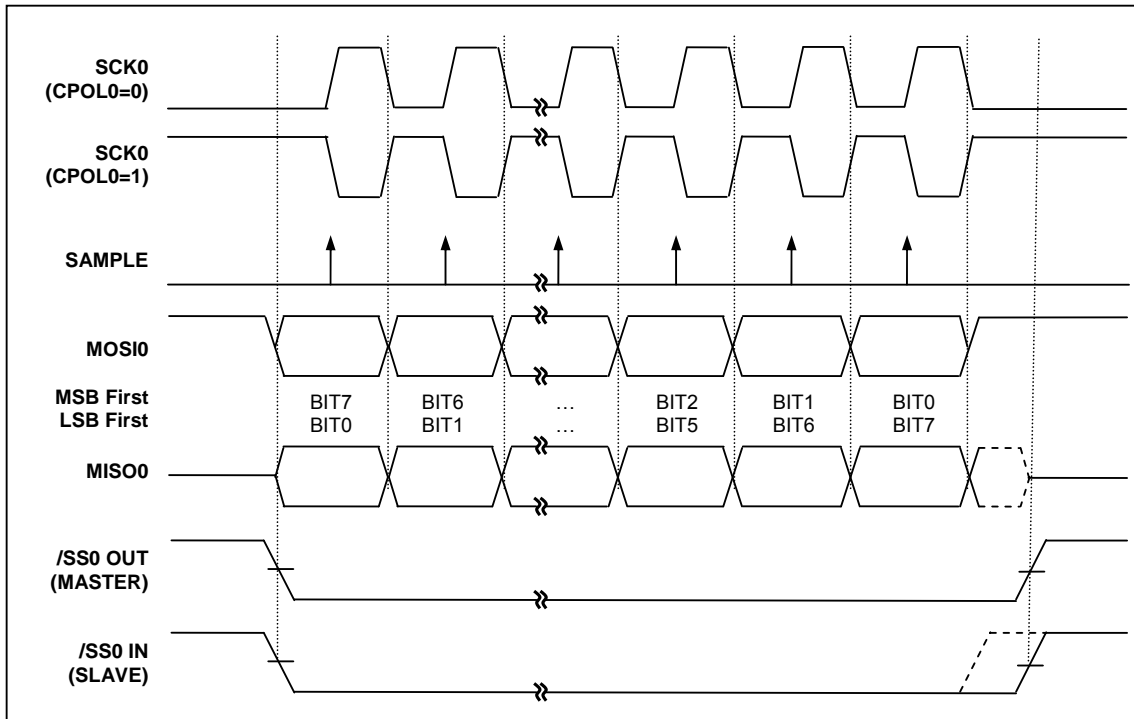 SCK0
(CPOL0=0)
SCK0
(CPOL0=1)
SAMPLE
MOSI0
MSB First
LSB First
BIT7 BIT6 ... BIT2 BIT1 BIT0
BIT0 BIT1 ... BIT5 BIT6 BIT7
MISO0
/SS0 OUT
(MASTER)
/SS0 IN
(SLAVE)